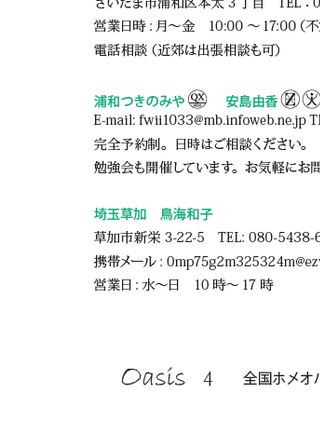 さいたま市浦和区本太 3 丁目　TEL : 0
営業日時 : 月～金　10:00 ～ 17:00 (不
電話相談 (近郊は出張相談も可)
浦和つきのみや QX　安島由香 Z
E-mail: fwii1033@mb.infoweb.ne.jp T
完全予約制。日時はご相談ください。
勉強会も開催しています。お気軽にお問
埼玉草加　鳥海和子
草加市新栄 3-22-5　TEL: 080-5438-6
携帯メール : 0mp75g2m325324m@ez
営業日 : 水～日　10 時～ 17 時
Oasis　4　全国ホメオパ